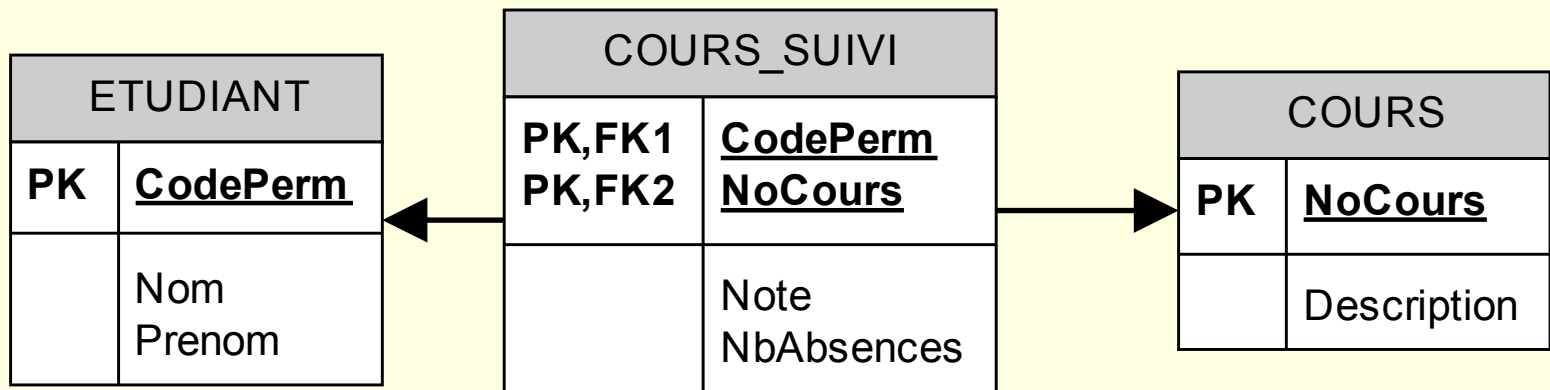 ETUDIANT
PK CodePerm
Nom
Prenom
COURS_SUIVI
PK,FK1 CodePerm
PK,FK2 NoCours
Note
NbAbsences
COURS
PK NoCours
Description